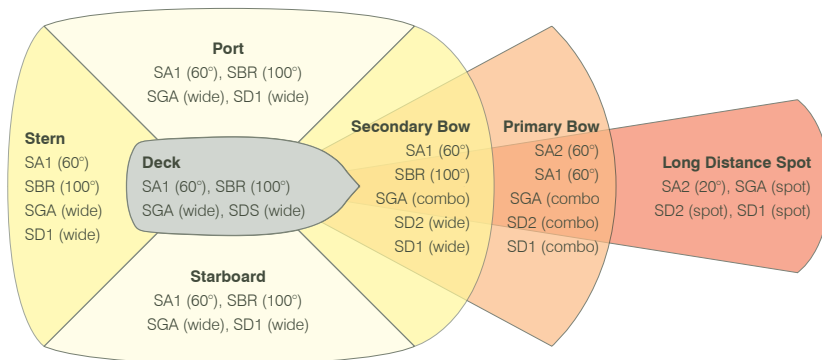 Port
SA1 (60°), SBR (100°)
SGA (wide), SD1 (wide)
Stern
SA1 (60°)
SBR (100°)
SGA (wide)
SD1 (wide)
Deck
SA1 (60°), SBR (100°)
SGA (wide), SDS (wide)
Secondary Bow
SA1 (60°)
SBR (100°)
SGA (combo)
SD2 (wide)
SD1 (wide)
Primary Bow
SA2 (60°)
SA1 (60°)
SGA (combo
SD2 (combo)
SD1 (combo)
Long Distance Spot
SA2 (20°), SGA (spot)
SD2 (spot), SD1 (spot)
Starboard
SA1 (60°), SBR (100°)
SGA (wide), SD1 (wide)